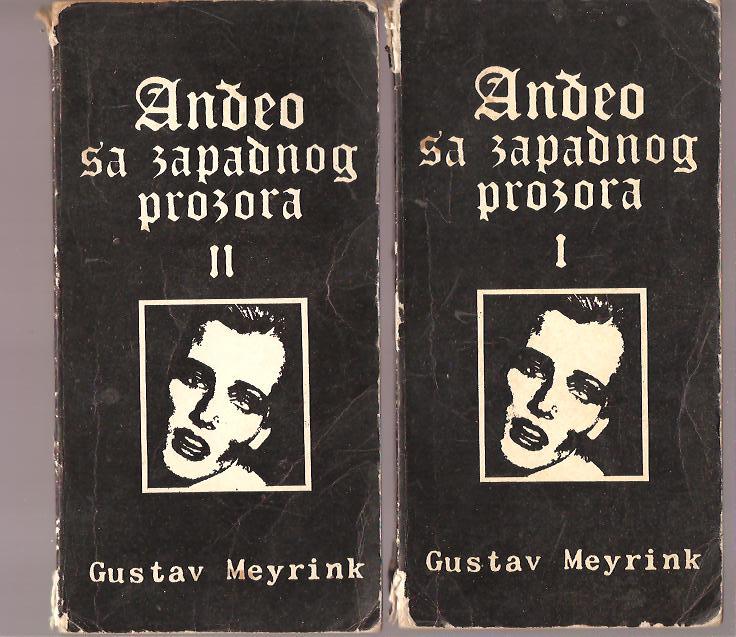 Anđeo
sa zapadnog
prozora
II
Gustav Meyrink
Anđeo
sa zapadnog
prozora
I
Gustav Meyrink